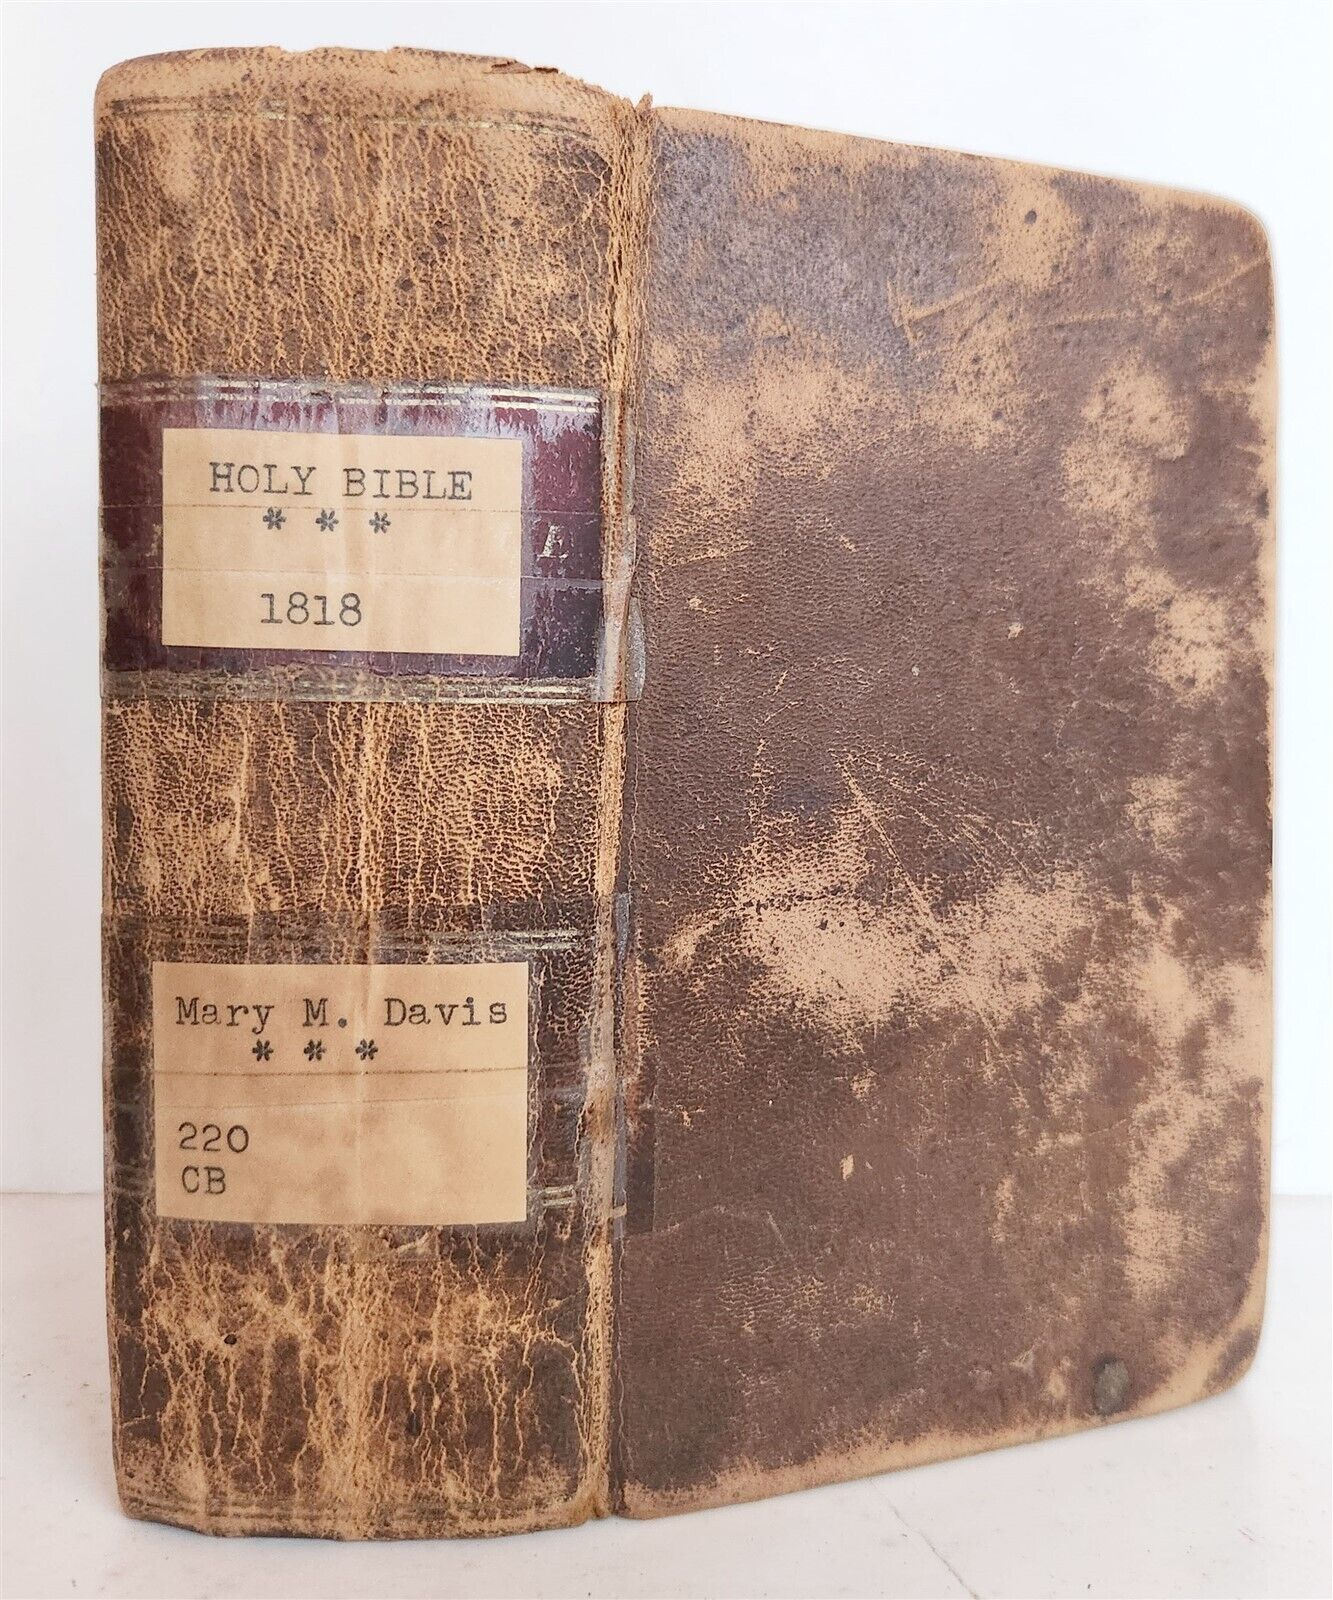 HOLY BIBLE
* * *
E
1818
Mary M. Davis
* * *
220
CB